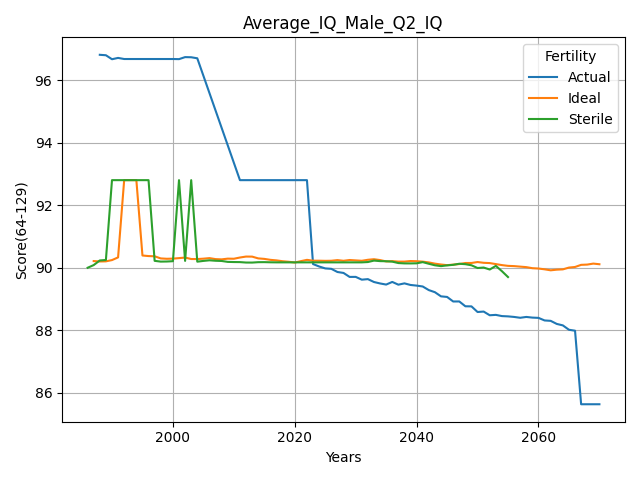 Average_IQ_Male_Q2_IQ
Fertility
Actual
Ideal
Sterile
Score(64-129)
96
94
92
90
88
86
2000
2020
2040
2060
Years